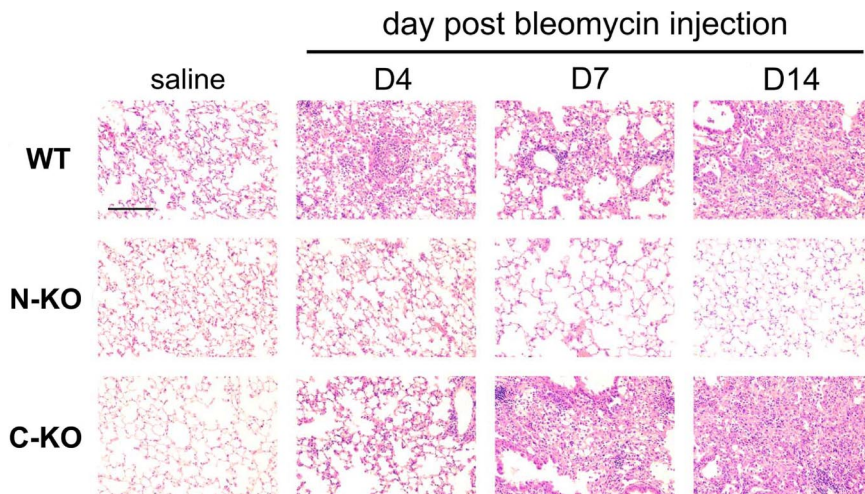 day post bleomycin injection
saline D4 D7 D14
WT
N-KO
C-KO